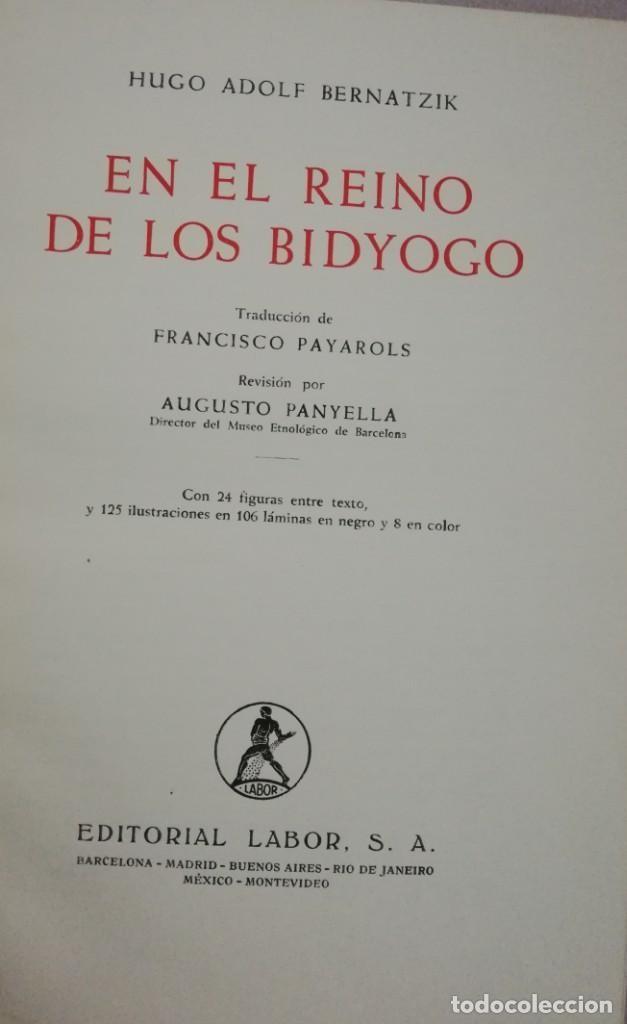 HUGO ADOLF BERNATZIK
EN EL REINO
DE LOS BIDYOGO
Traducción de
FRANCISCO PAYAROLS
Revisión por
AUGUSTO PANYELLA
Director del Museo Etnológico de Barcelona
Con 24 figuras entre texto,
y 125 ilustraciones en 106 láminas en negro y 8 en color
LABOR
EDITORIAL LABOR, S. A.
BARCELONA - MADRID - BUENOS AIRES - RIO DE JANEIRO
MÉXICO - MONTEVIDEO
todocoleccion